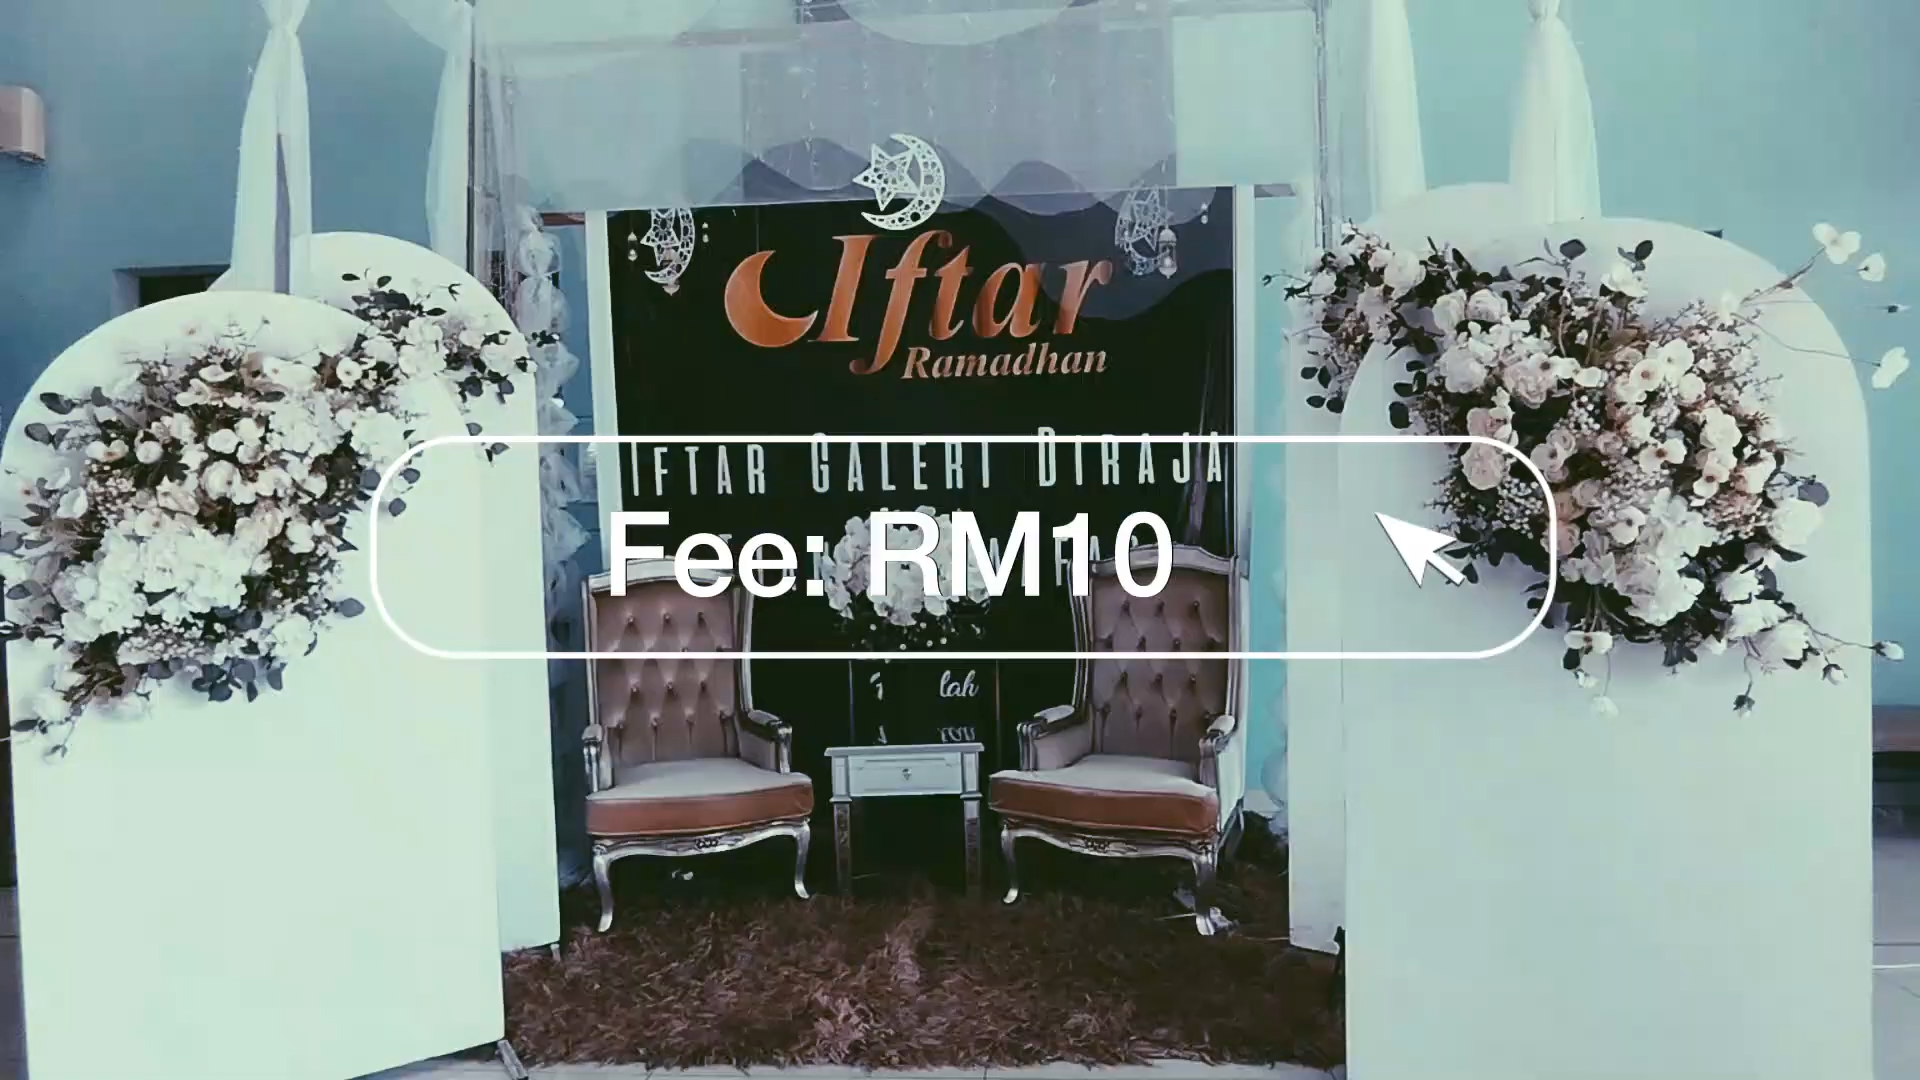 Iftar
Ramadhan
IFTAR GALERI DIRAJA
Fee: RM10
lah